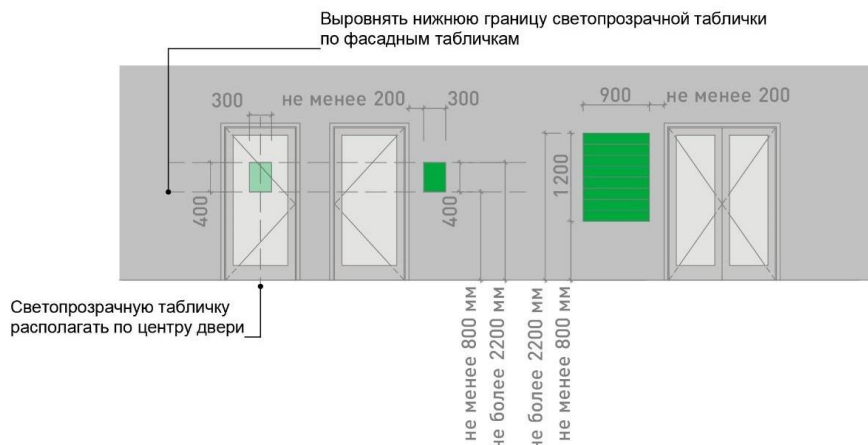 Выровнять нижнюю границу светопрозрачной таблички
по фасадным табличкам
300
не менее 200
300
900
не менее 200
400
400
1200
Светопрозрачную табличку
располагать по центру двери
не менее 800 мм
не более 2200 мм
не более 2200 мм
не менее 800 мм